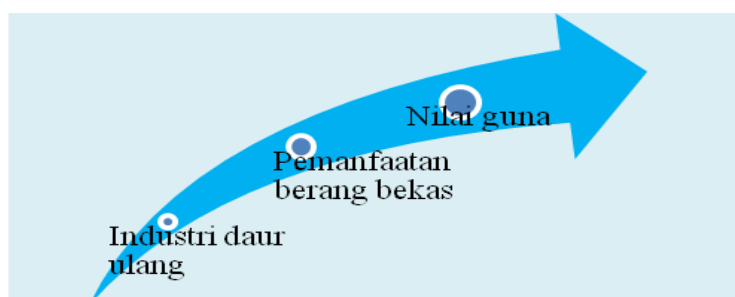 Nilai guna
Pemanfaatan
berang bekas
Industri daur
ulang